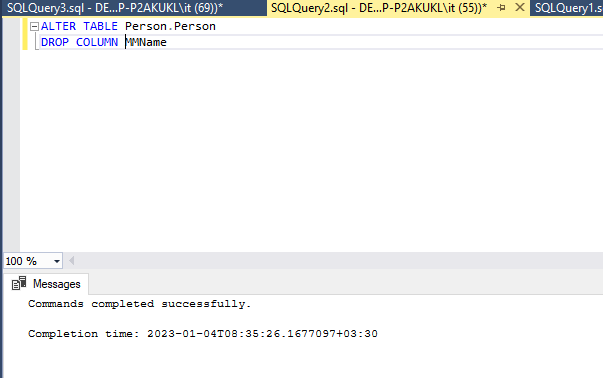 SQLQuery3.sql - DE...P-P2AKUKL\it (69))* SQLQuery2.sql - DE...P-P2AKUKL\it (55))* SQLQuery1.s
ALTER TABLE Person.Person
DROP COLUMN MMName
100 %
Messages
Commands completed successfully.
Completion time: 2023-01-04T08:35:26.1677097+03:30